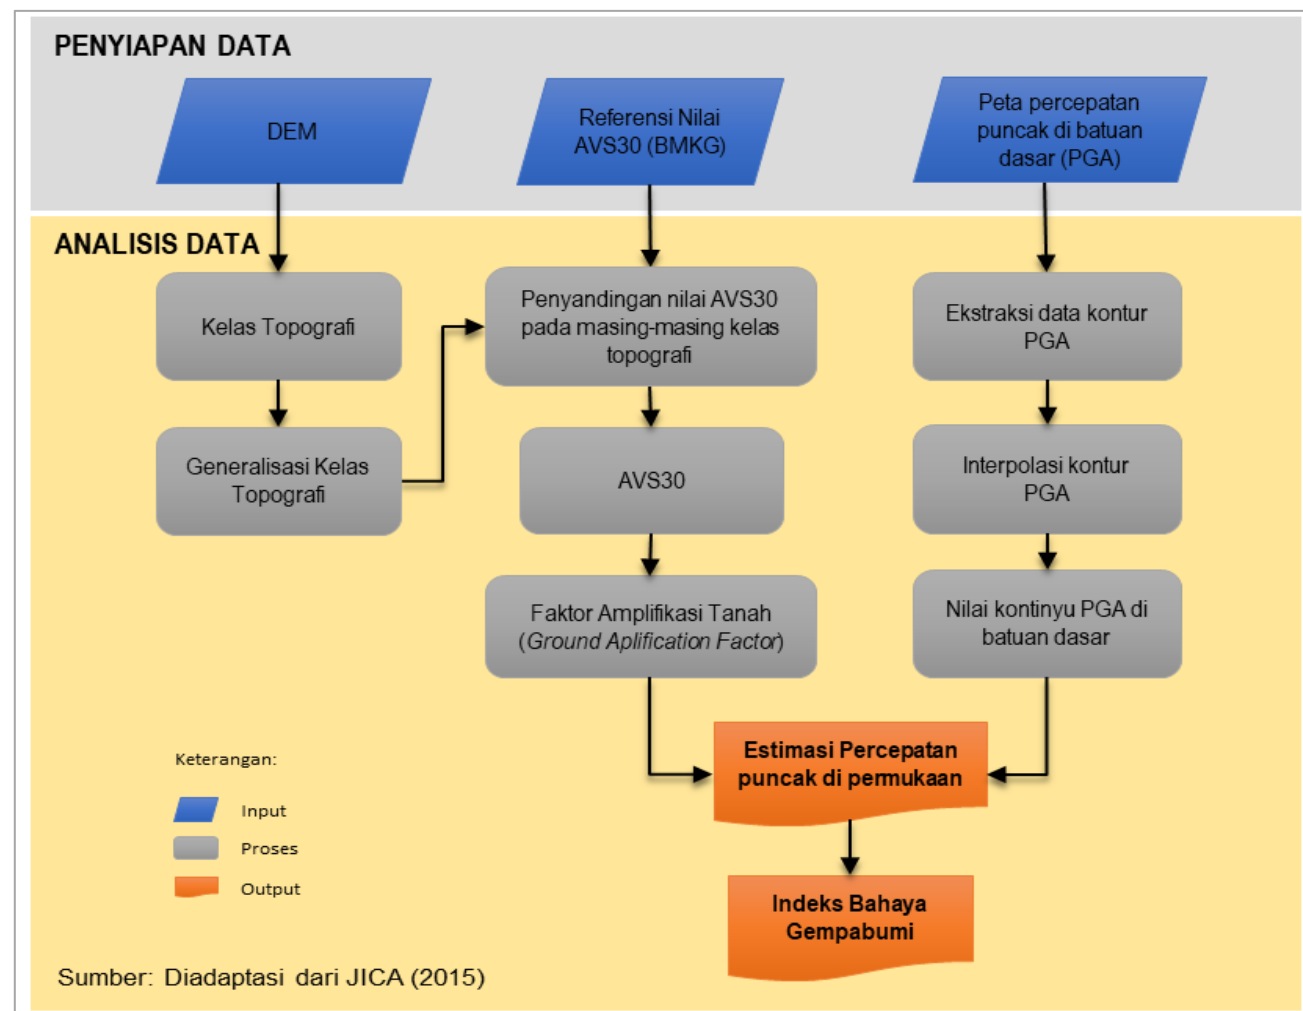 PENYIAPAN DATA
DEM
Referensi Nilai
AVS30 (BMKG)
Peta percepatan
puncak di batuan
dasar (PGA)
ANALISIS DATA
Kelas Topografi
Penyandingan nilai AVS30
pada masing-masing kelas
topografi
Ekstraksi data kontur
PGA
Generalisasi Kelas
Topografi
AVS30
Interpolasi kontur
PGA
Faktor Amplifikasi Tanah
(Ground Aplification Factor)
Nilai kontinyu PGA di
batuan dasar
Estimasi Percepatan
puncak di permukaan
Indeks Bahaya
Gempabumi
Keterangan:
Input
Proses
Output
Sumber: Diadaptasi dari JICA (2015)